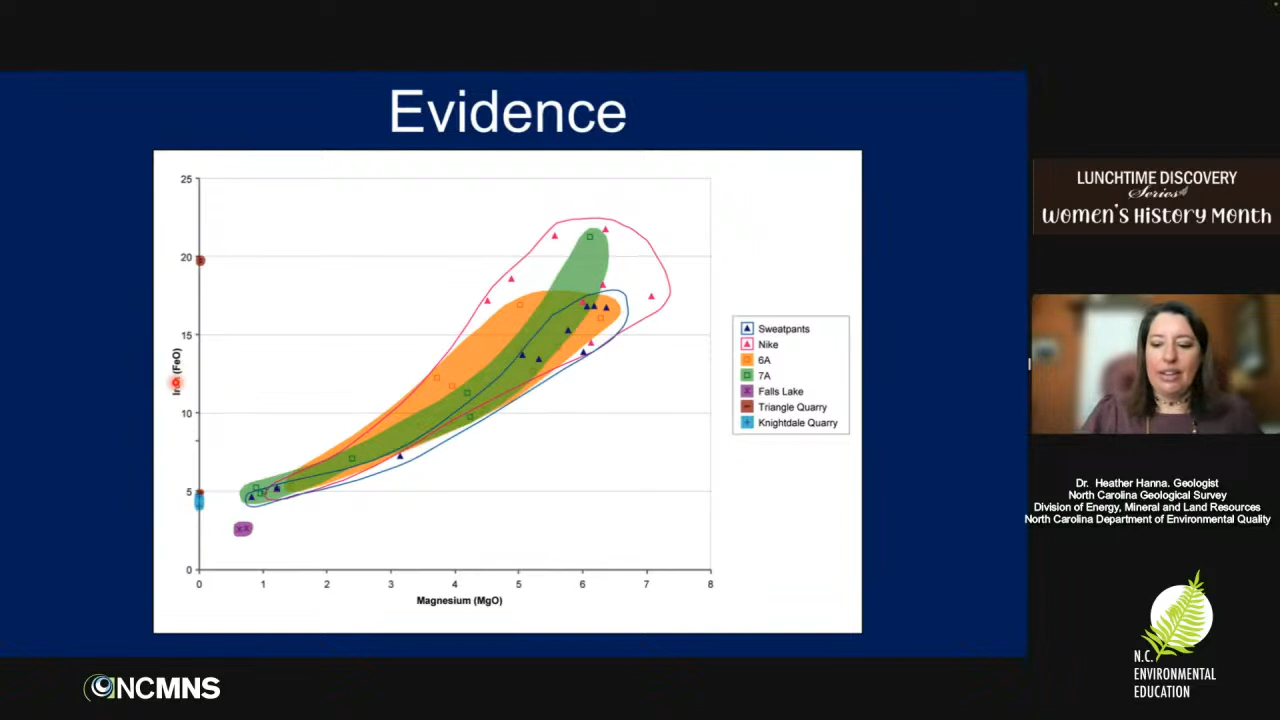 Evidence
25
20
15
10
5
0
0 1 2 3 4 5 6 7 8
(FeO)
Magnesium (MgO)
Sweatpants
Nike
6A
7A
Falls Lake
Triangle Quarry
Knightdale Quarry
LUNCHTIME DISCOVERY
Series
Women's History Month
Dr. Heather Hanna. Geologist
North Carolina Geological Survey
Division of Energy, Mineral and Land Resources
North Carolina Department of Environmental Quality
NCMNS
N.C.
ENVIRONMENTAL
EDUCATION